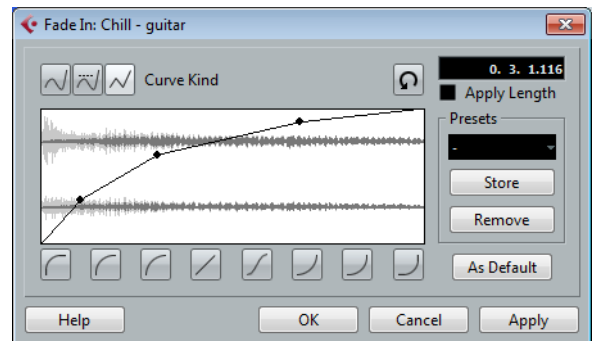 Fade In: Chill - guitar
Curve Kind
0. 3. 1.116
Apply Length
Presets
-
Store
Remove
As Default
Help
OK
Cancel
Apply